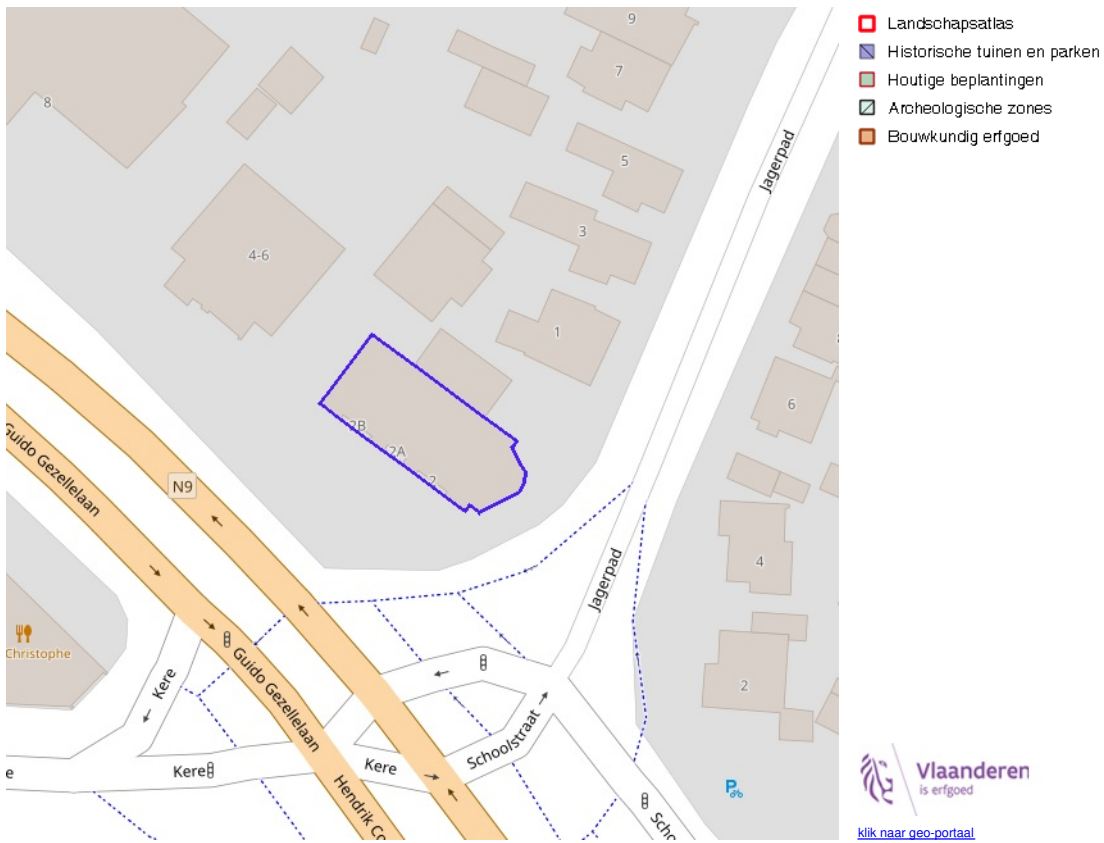 9
7
8
5
3
4-6
1
2B
2A
2
N9
Jagerpad
6
4
2
Guido Gezellelaan
Jagerpad
Christophe
Kere
Guido Gezellelaan
Kere
Kere
Schoolstraat
Hendrik Co
Scho
P
Landschapsatlas
Historische tuinen en parken
Houtige beplantingen
Archeologische zones
Bouwkundig erfgoed
Vlaanderen
is erfgoed
klik naar geo-portaal